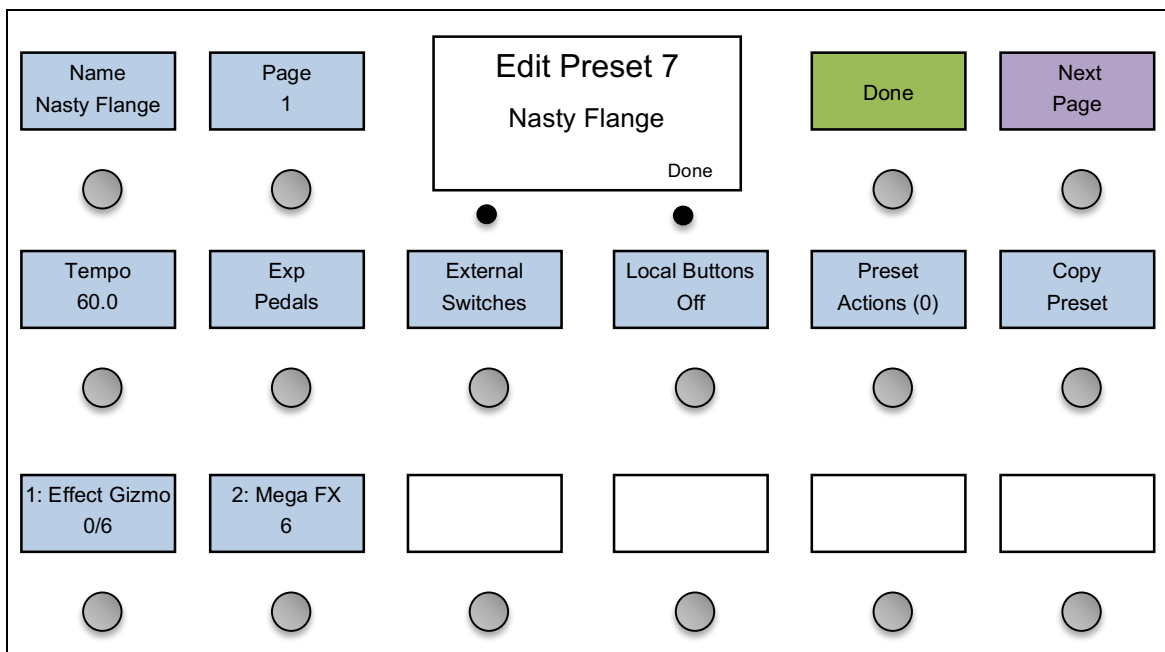 Name
Nasty Flange
Page
1
Edit Preset 7
Nasty Flange
Done
Done
Next
Page
Tempo
60.0
Exp
Pedals
External
Switches
Local Buttons
Off
Preset
Actions (0)
Copy
Preset
1: Effect Gizmo
0/6
2: Mega FX
6